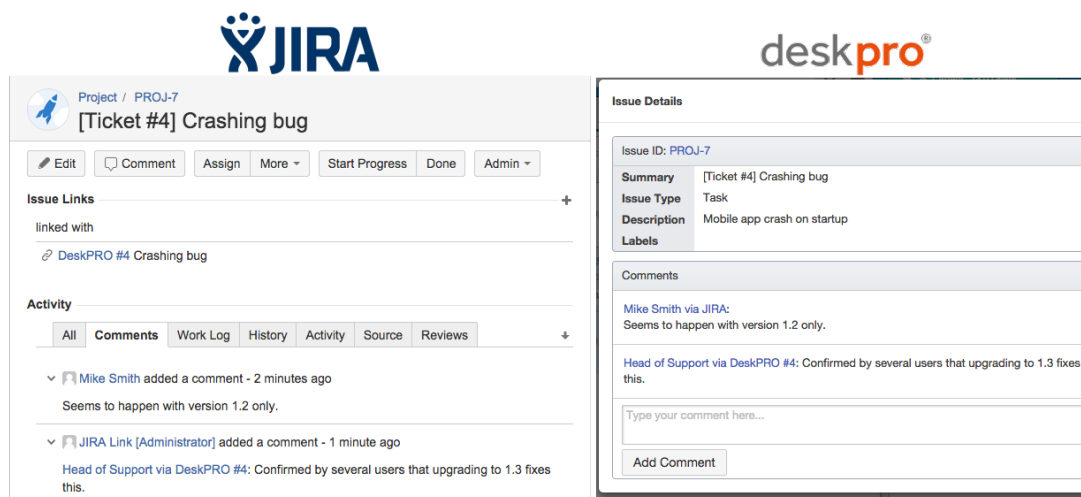 JIRA
Project / PROJ-7
[Ticket #4] Crashing bug
Edit Comment Assign More Start Progress Done Admin
Issue Links
linked with
DeskPRO #4 Crashing bug
Activity
All Comments Work Log History Activity Source Reviews
Mike Smith added a comment - 2 minutes ago
Seems to happen with version 1.2 only.
JIRA Link [Administrator] added a comment - 1 minute ago
Head of Support via DeskPRO #4: Confirmed by several users that upgrading to 1.3 fixes
this.
deskpro®
Issue Details
Issue ID: PROJ-7
Summary [Ticket #4] Crashing bug
Issue Type Task
Description Mobile app crash on startup
Labels
Comments
Mike Smith via JIRA:
Seems to happen with version 1.2 only.
Head of Support via DeskPRO #4: Confirmed by several users that upgrading to 1.3 fixes
this.
Type your comment here...
Add Comment